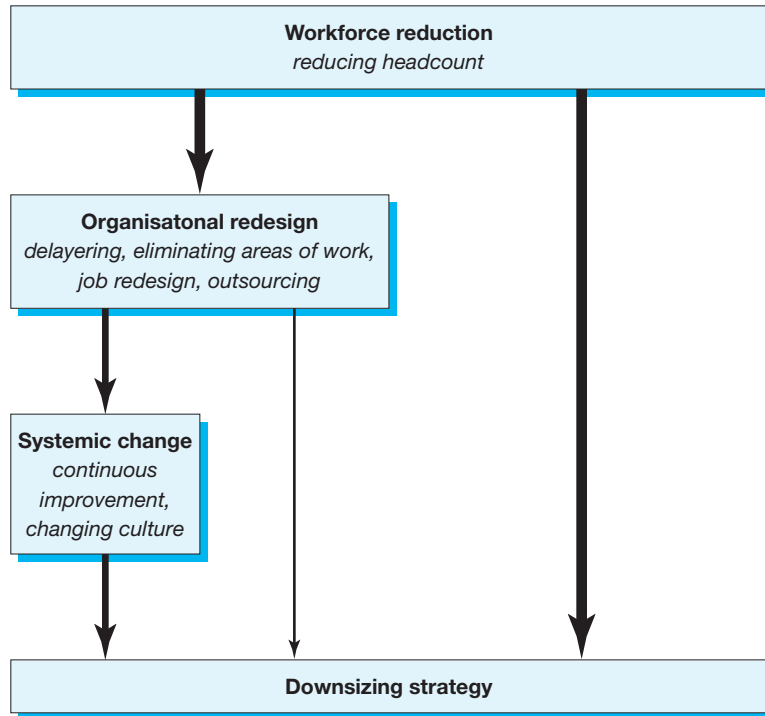 Workforce reduction
reducing headcount
Organisatonal redesign
delayering, eliminating areas of work,
job redesign, outsourcing
Systemic change
continuous
improvement,
changing culture
Downsizing strategy